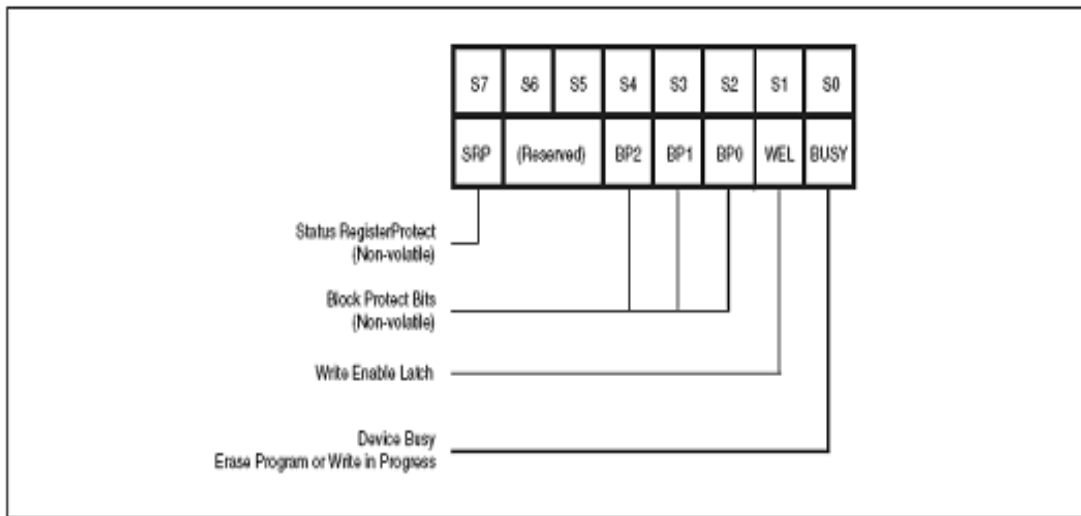 S7 S6 S5 S4 S3 S2 S1 S0
SRP (Reserved) BP2 BP1 BP0 WEL BUSY
Status RegisterProtect
(Non-volatile)
Block Protect Bits
(Non-volatile)
Write Enable Latch
Device Busy
Erase Program or Write in Progress